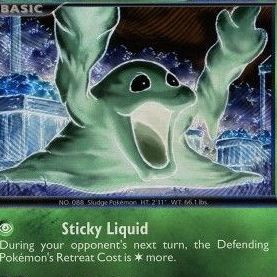 BASIC
NO. 088 Sludge Pokémon HT: 2'11" WT: 66.1 lbs.
Sticky Liquid
During your opponent's next turn, the Defending
Pokémon's Retreat Cost is more.